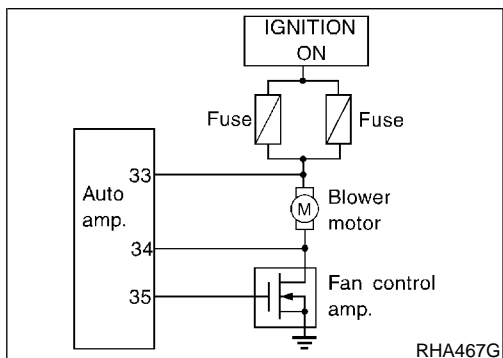 IGNITION
ON
Fuse
Fuse
33
Auto
amp.
Blower
motor
M
34
35
Fan control
amp.
RHA467G